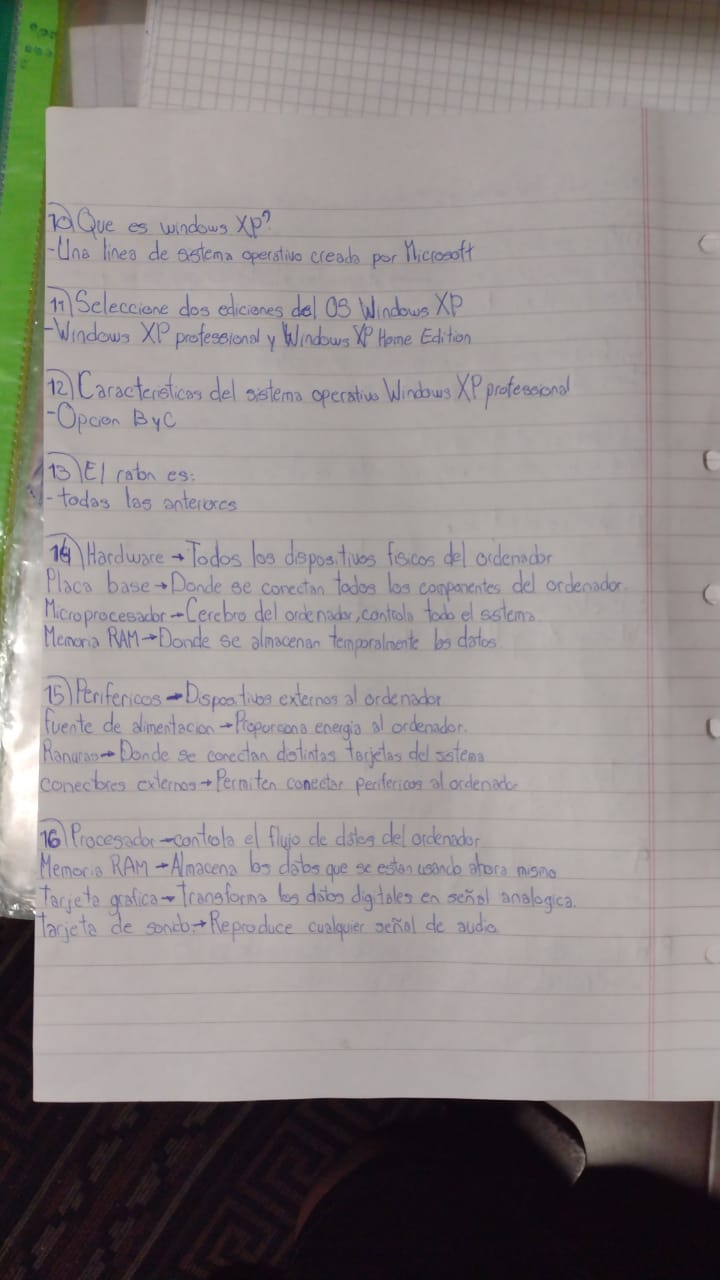 10) Que es windows XP?
-Una linea de sistema operativo creada por Microsoft
11) Seleccione dos ediciones del OS Windows XP
-Windows XP professional y Windows XP Home Edition
12) Caracteristicas del sistema operativo Windows XP professional
-Opcion B y C
13) El raton es:
-todas las anteriores
14) Hardware → Todos los dispositivos fisicos del ordenador
Placa base → Donde se conectan todos los componentes del ordenador.
Microprocesador → Cerebro del ordenador, controla todo el sistema
Memoria RAM → Donde se almacenan temporalmente los datos
15) Perifericos → Dispositivos externos al ordenador
fuente de alimentacion → Proporciona energia al ordenador.
Ranuras → Donde se conectan distintas tarjetas del sistema
conectores externos → Permiten conectar perifericos al ordenador
16) Procesador → controla el flujo de datos del ordenador
Memoria RAM → Almacena los datos que se estan usando ahora mismo
Tarjeta grafica → Transforma los datos digitales en señal analogica.
Tarjeta de sonido → Reproduce cualquier señal de audio